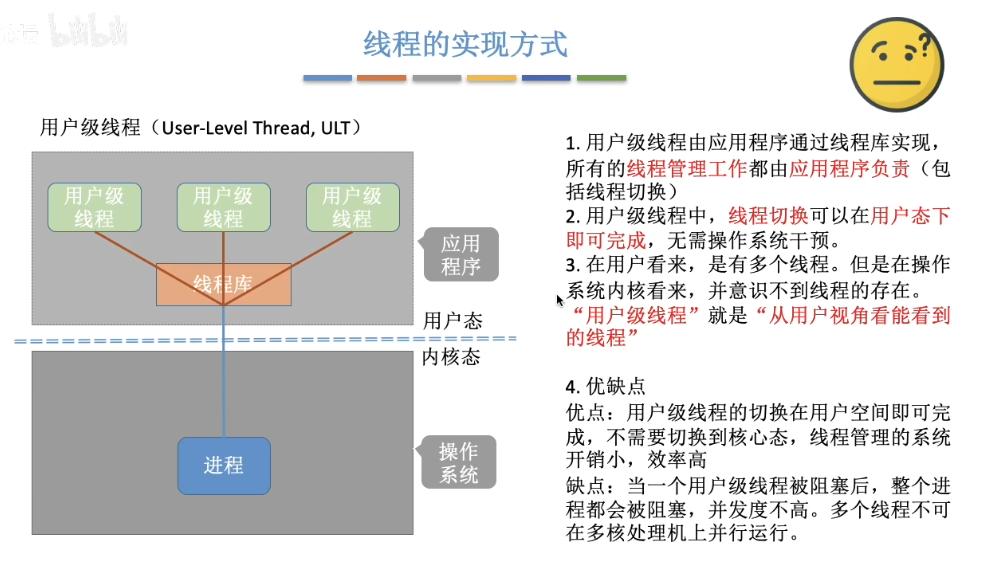 bilibili
线程的实现方式
用户级线程（User-Level Thread, ULT）
用户级
线程
用户级
线程
用户级
线程
线程库
应用
程序
用户态
内核态
进程
操作
系统
1. 用户级线程由应用程序通过线程库实现，
所有的线程管理工作都由应用程序负责（包
括线程切换）
2. 用户级线程中，线程切换可以在用户态下
即可完成，无需操作系统干预。
3. 在用户看来，是有多个线程。但是在操作
系统内核看来，并意识不到线程的存在。
“用户级线程”就是“从用户视角看能看到
的线程”
4. 优缺点
优点：用户级线程的切换在用户空间即可完
成，不需要切换到核心态，线程管理的系统
开销小，效率高
缺点：当一个用户级线程被阻塞后，整个进
程都会被阻塞，并发度不高。多个线程不可
在多核处理机上并行运行。